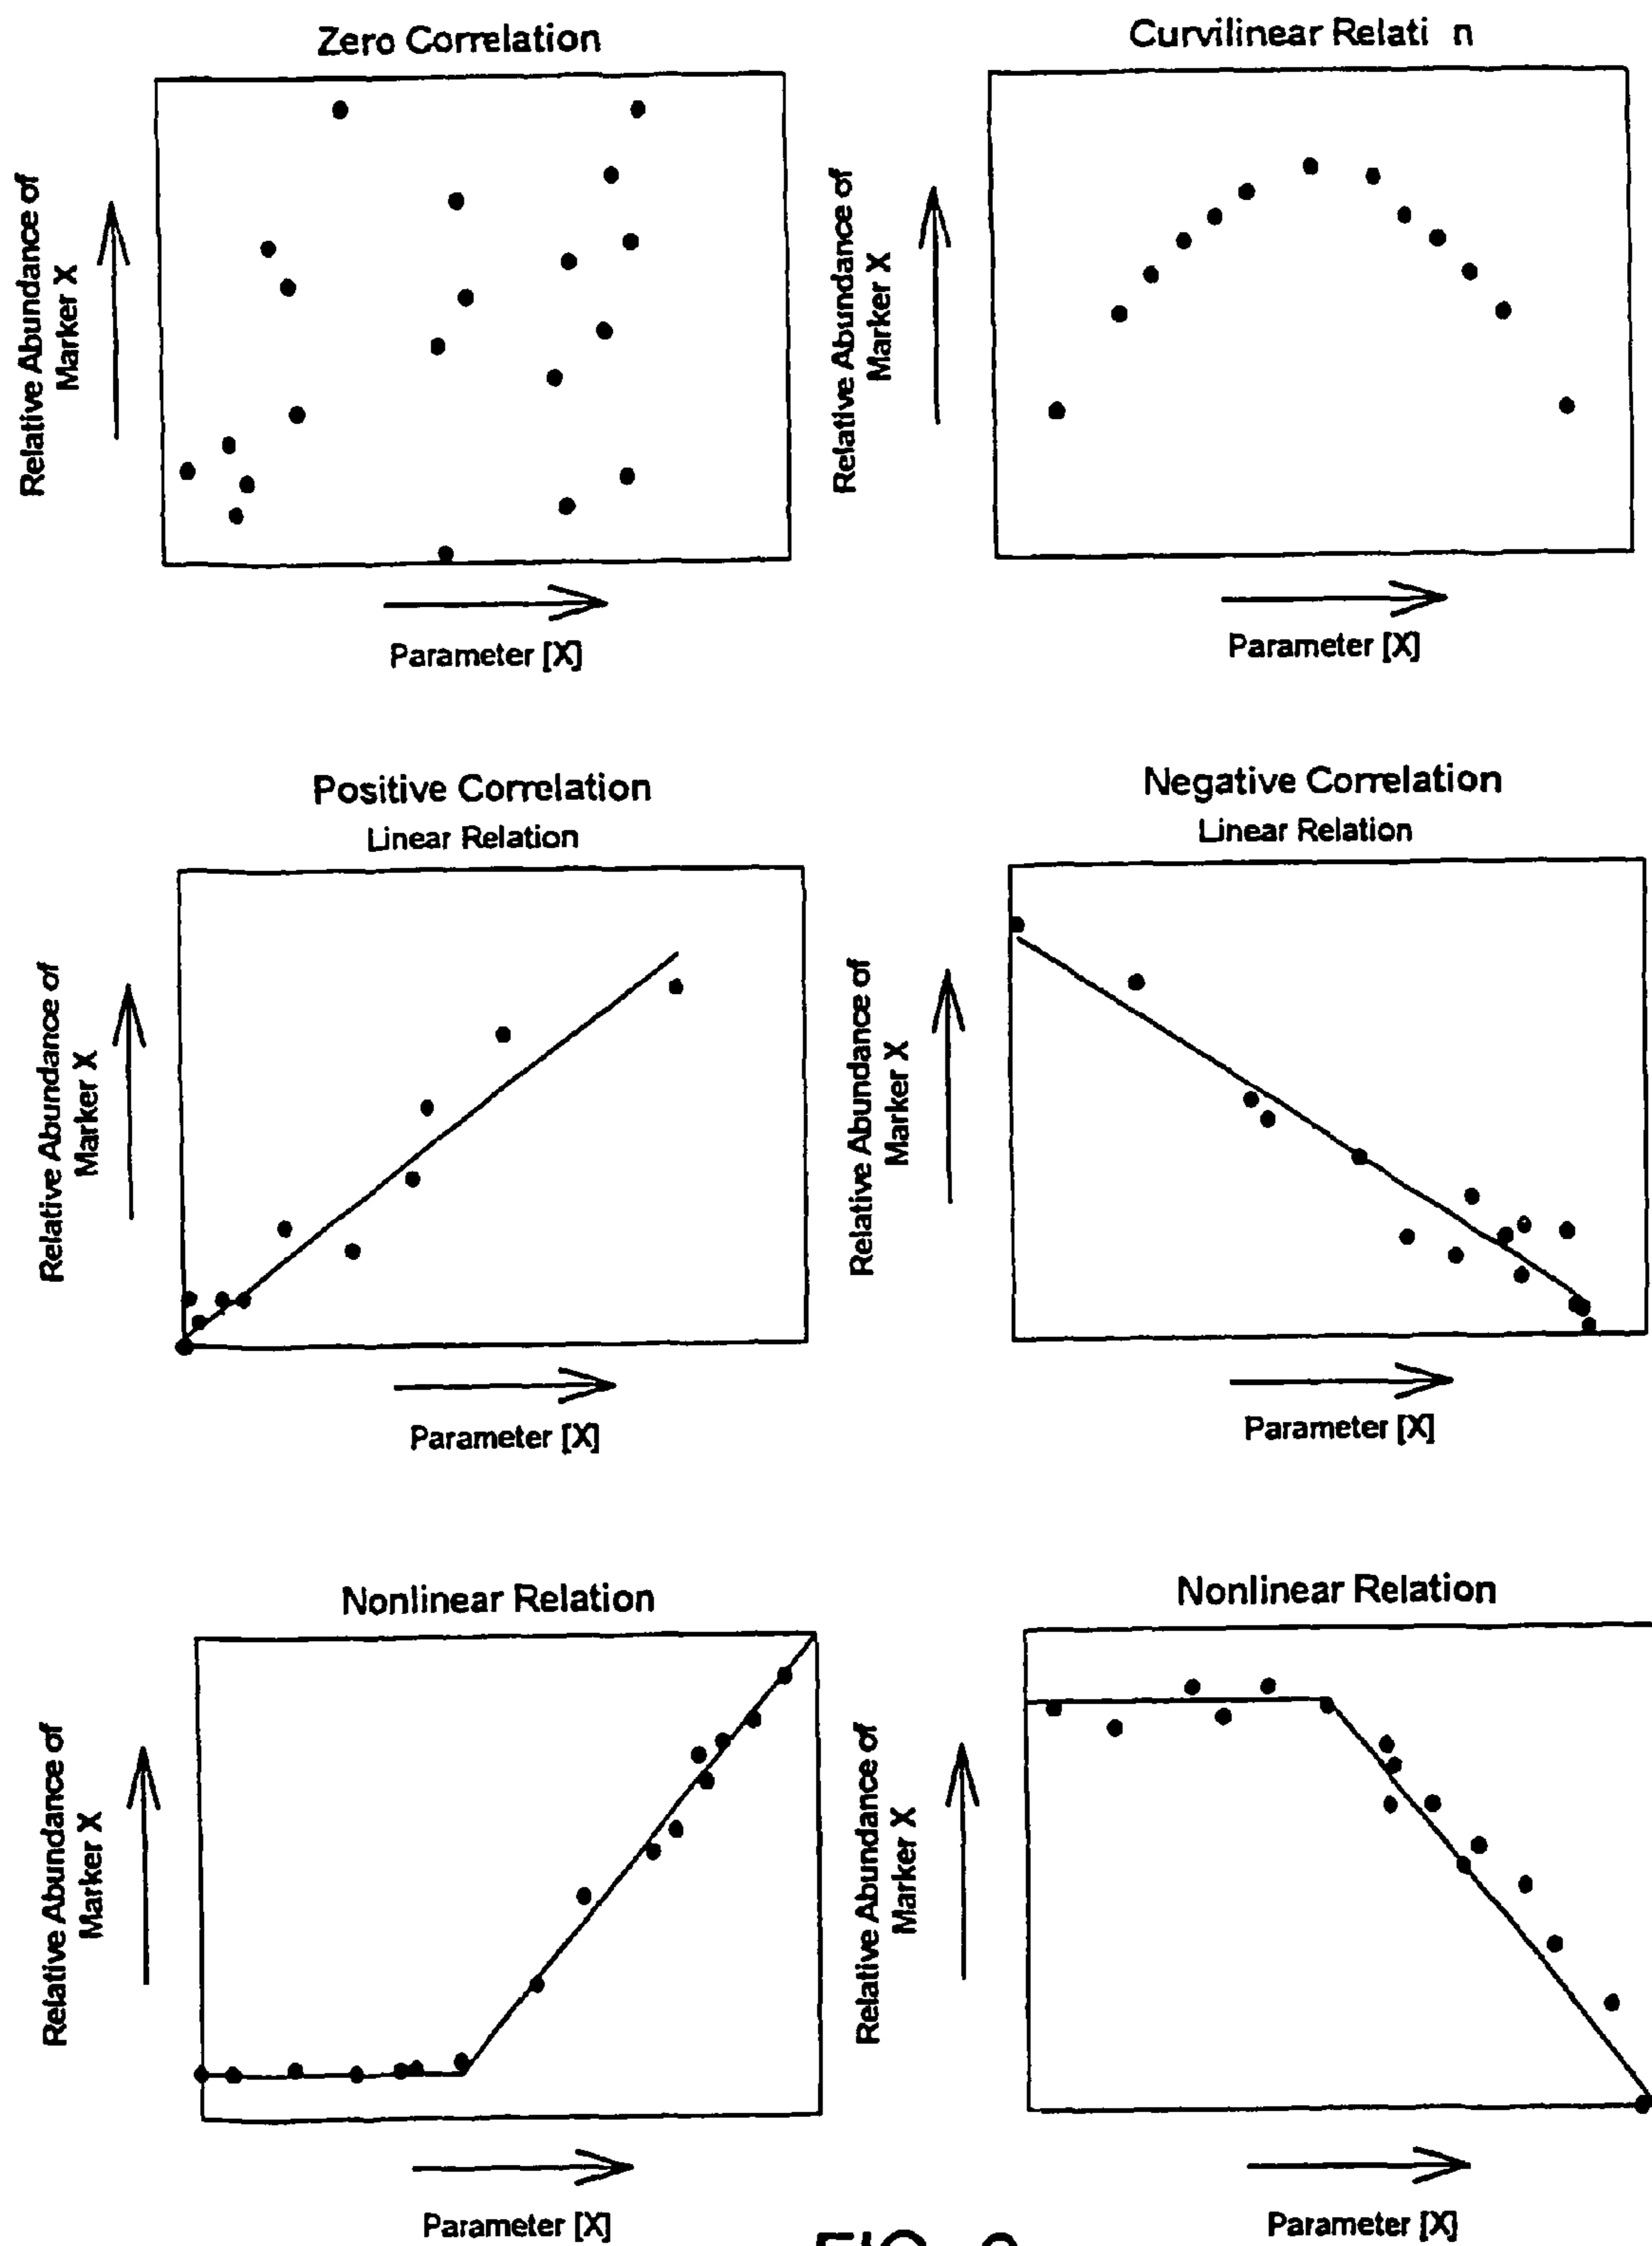 Zero Correlation
Relative Abundance of
Marker X
Parameter [X]
Curvilinear Relati n
Relative Abundance of
Marker X
Parameter [X]
Positive Correlation
Linear Relation
Relative Abundance of
Marker X
Parameter [X]
Negative Correlation
Linear Relation
Relative Abundance of
Marker X
Parameter [X]
Nonlinear Relation
Relative Abundance of
Marker X
Parameter [X]
Nonlinear Relation
Relative Abundance of
Marker X
Parameter [X]